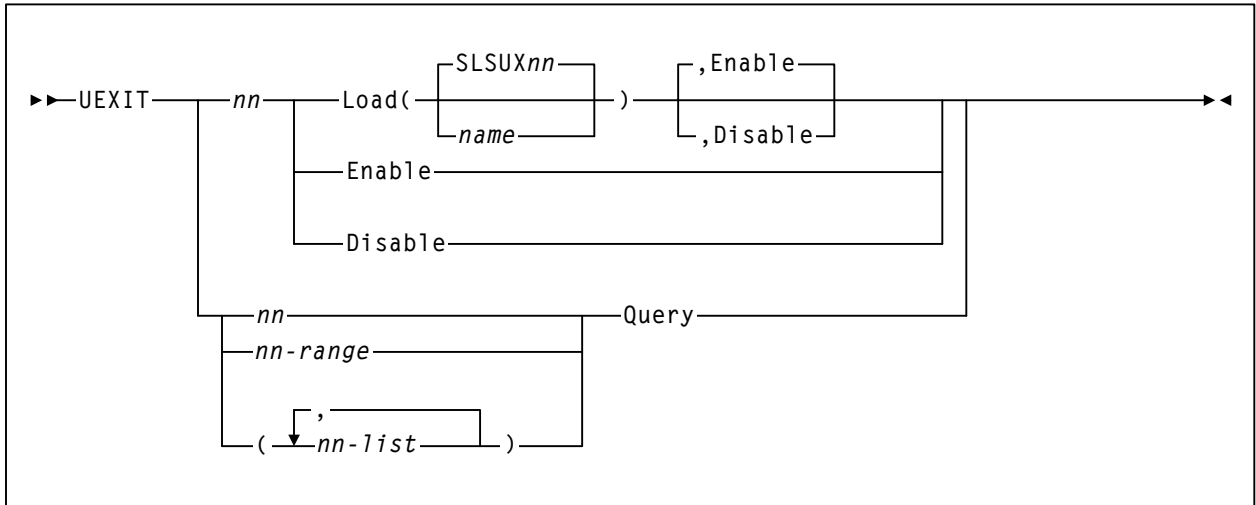 SLSUXnn ,Enable
UEXIT nn Load( )
name ,Disable
Enable
Disable
nn Query
nn-range
,
( nn-list )